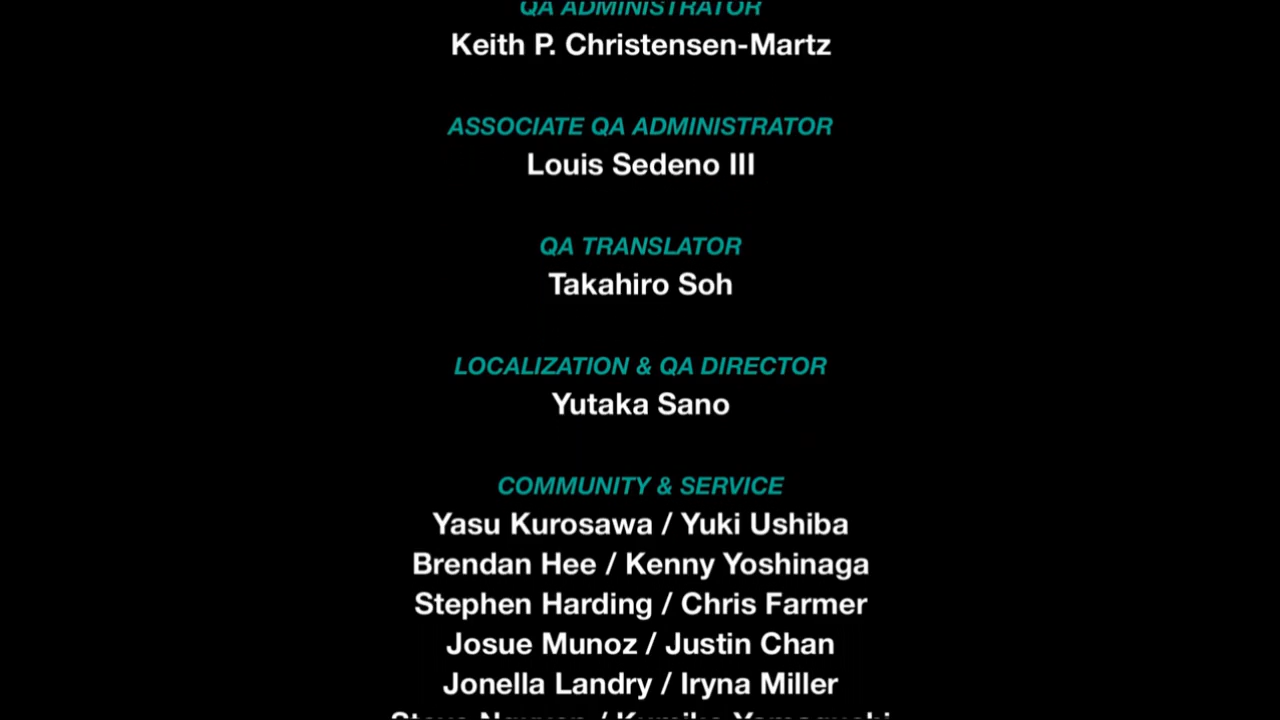 QA ADMINISTRATOR
Keith P. Christensen-Martz
ASSOCIATE QA ADMINISTRATOR
Louis Sedeno III
QA TRANSLATOR
Takahiro Soh
LOCALIZATION & QA DIRECTOR
Yutaka Sano
COMMUNITY & SERVICE
Yasu Kurosawa / Yuki Ushiba
Brendan Hee / Kenny Yoshinaga
Stephen Harding / Chris Farmer
Josue Munoz / Justin Chan
Jonella Landry / Iryna Miller